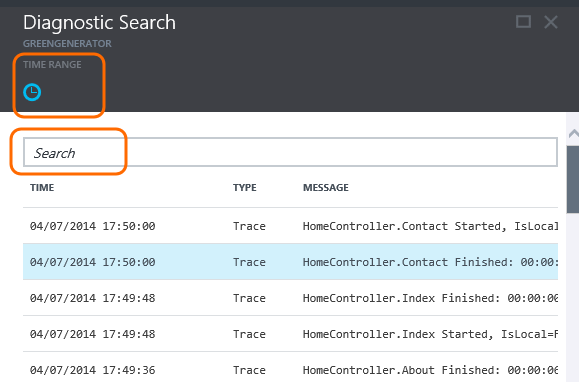 Diagnostic Search
GREENGENERATOR
TIME RANGE
Search
TIME TYPE MESSAGE
04/07/2014 17:50:00 Trace HomeController.Contact Started, IsLocal
04/07/2014 17:50:00 Trace HomeController.Contact Finished: 00:00:
04/07/2014 17:49:48 Trace HomeController.Index Finished: 00:00:00
04/07/2014 17:49:48 Trace HomeController.Index Started, IsLocal=F
04/07/2014 17:49:36 Trace HomeController.About Finished: 00:00:06